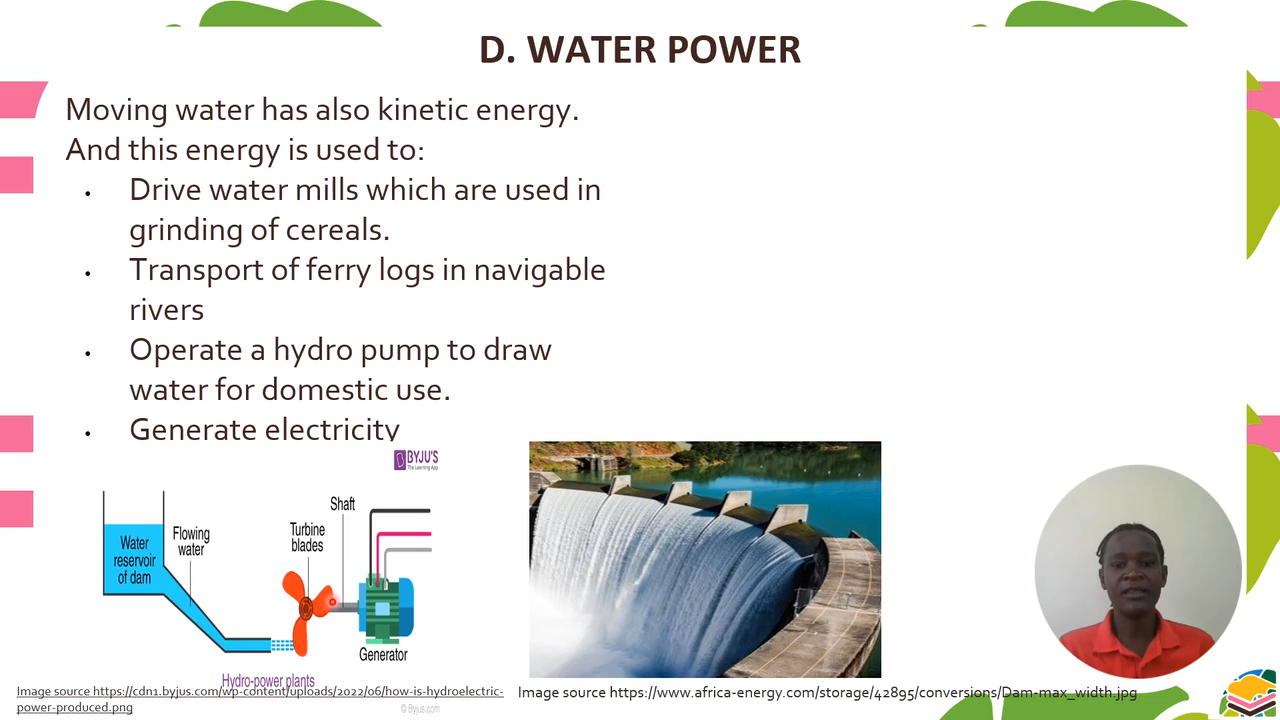 D. WATER POWER
Moving water has also kinetic energy.
And this energy is used to:
• Drive water mills which are used in
grinding of cereals.
• Transport of ferry logs in navigable
rivers
• Operate a hydro pump to draw
water for domestic use.
• Generate electricity
BYJU'S
The Learning App
Water
reservoir
of dam
Flowing
water
Turbine
blades
Shaft
Generator
Hydro-power plants
Image source https://cdn1.byjus.com/wp-content/uploads/2022/06/how-is-hydroelectric-
power-produced.png
© Byjus.com
Image source https://www.africa-energy.com/storage/42895/conversions/Dam-max_width.jpg